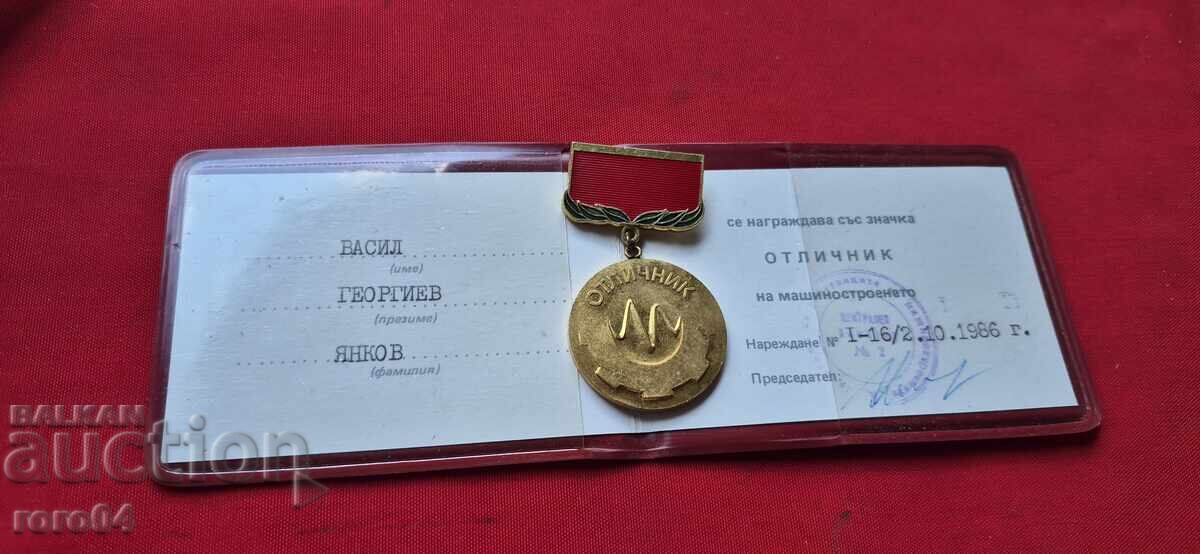 ВАСИЛ
(име)
ГЕОРГИЕВ
(презиме)
ЯНКОВ
(фамилия)
ОТЛИЧНИК
се награждава със значка
ОТЛИЧНИК
на машиностроенето
Нареждане № I-16/2.10.1986 г.
Председател:
BALKAN
auction
roro04